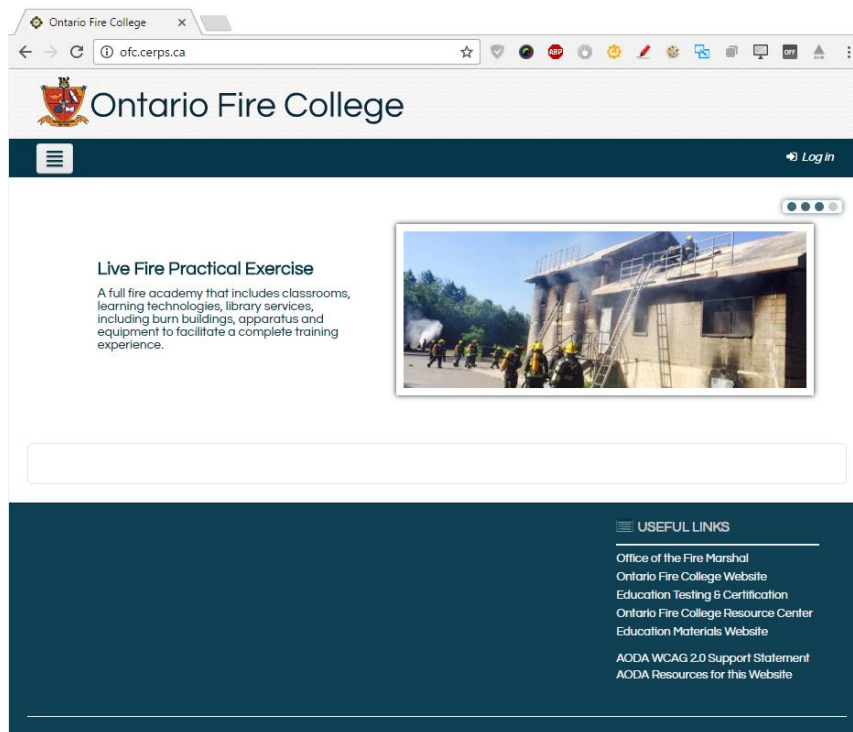 Ontario Fire College
ofc.cerps.ca
ABP
OFF
Ontario Fire College
Log in
Live Fire Practical Exercise
A full fire academy that includes classrooms,
learning technologies, library services,
including burn buildings, apparatus and
equipment to facilitate a complete training
experience.
USEFUL LINKS
Office of the Fire Marshal
Ontario Fire College Website
Education Testing & Certification
Ontario Fire College Resource Center
Education Materials Website
AODA WCAG 2.0 Support Statement
AODA Resources for this Website